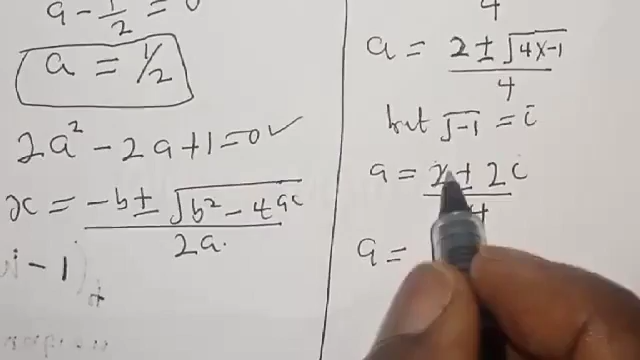 a - 1/2 = 0
a = 1/2
2a² - 2a + 1 = 0 ✓
x = -b ± √b² - 4ac / 2a.
4
a = 2 ± √4x-1 / 4
but √-1 = i
a = 2 ± 2i / 4
a =